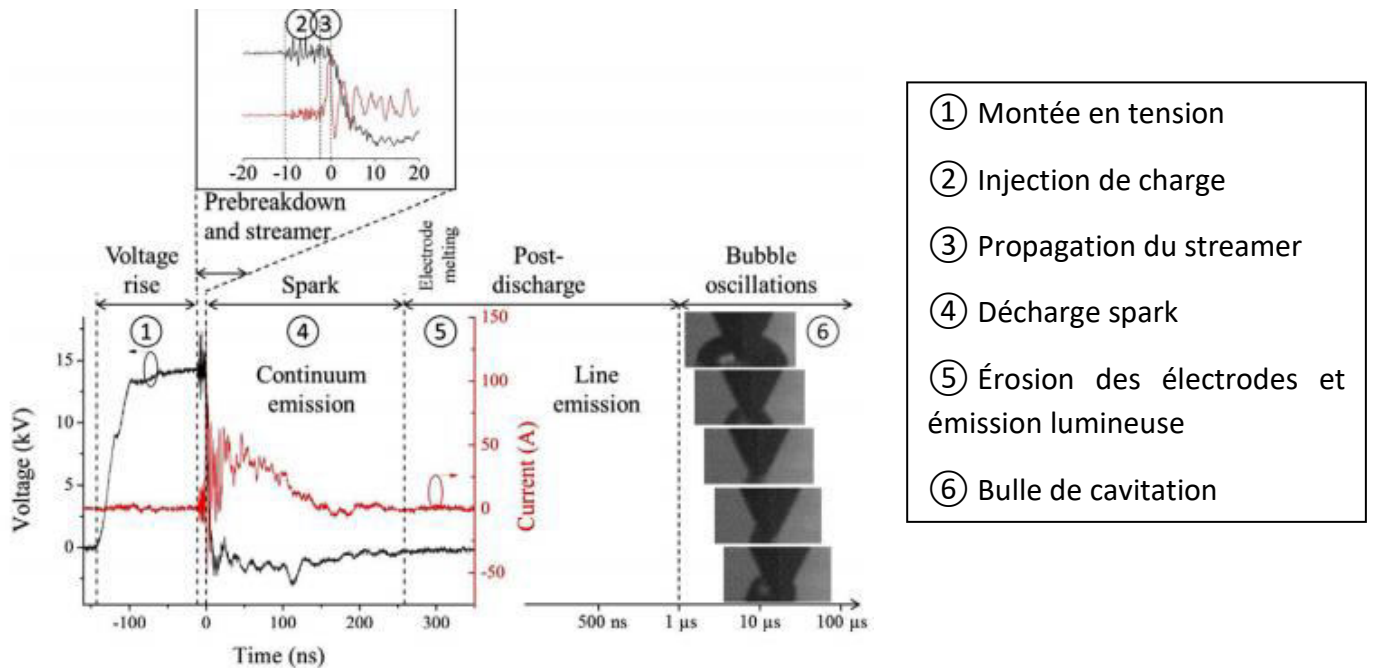 ② ③
-20 -10 0 10 20
Prebreakdown
and streamer
Voltage
rise
Spark
Electrode
melting
Post-
discharge
Bubble
oscillations
①
④
⑤
⑥
Continuum
emission
Line
emission
Voltage (kV)
15
10
5
0
150
100
50
0
-50
Current (A)
-100 0 100 200 300
500 ns 1 µs 10 µs 100 µs
Time (ns)
① Montée en tension
② Injection de charge
③ Propagation du streamer
④ Décharge spark
⑤ Érosion des électrodes et
émission lumineuse
⑥ Bulle de cavitation